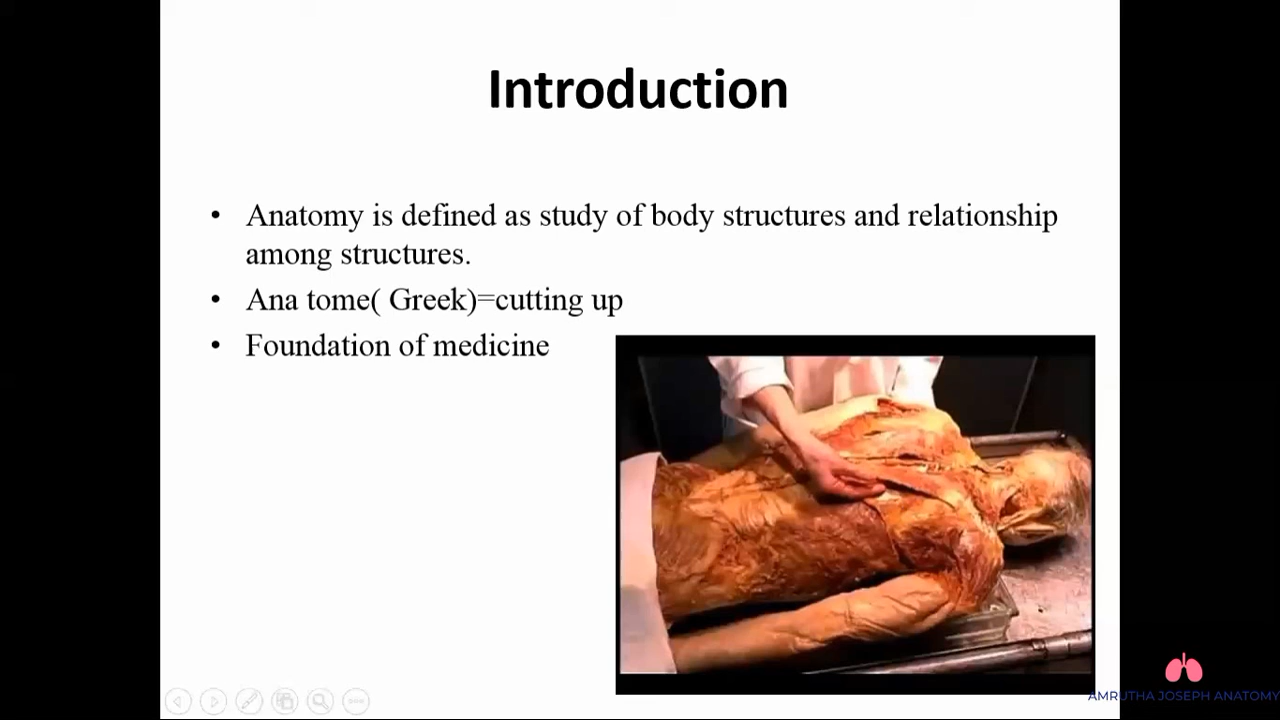 Introduction
• Anatomy is defined as study of body structures and relationship
among structures.
• Ana tome( Greek)=cutting up
• Foundation of medicine
AMRUTHA JOSEPH ANATOMY